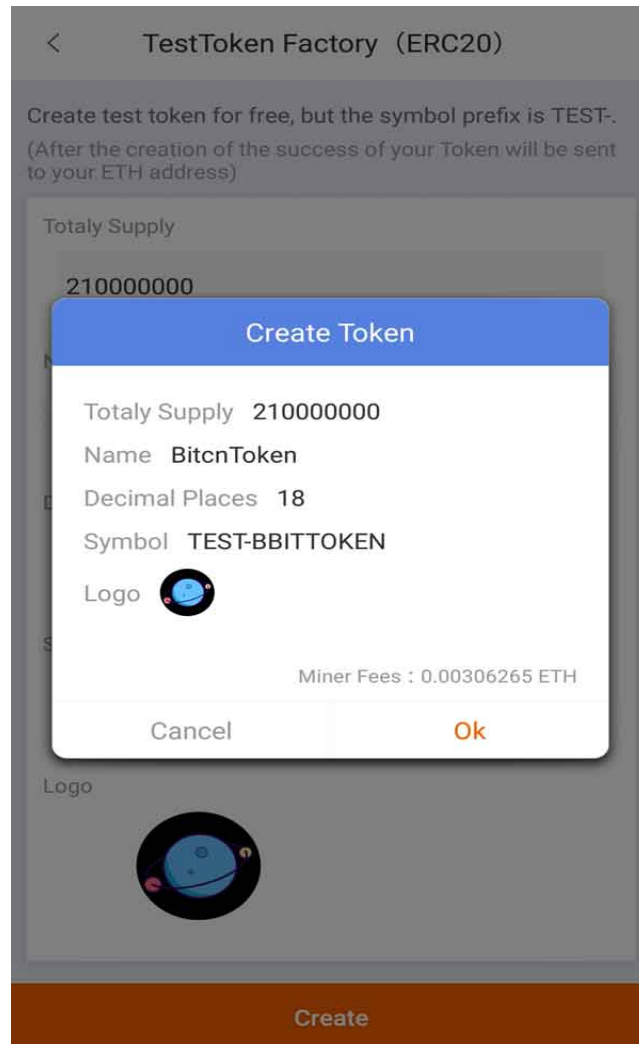 < TestToken Factory（ERC20）
Create test token for free, but the symbol prefix is TEST-.
(After the creation of the success of your Token will be sent
to your ETH address)
Totaly Supply
210000000
Create Token
Totaly Supply 210000000
Name BitcnToken
Decimal Places 18
Symbol TEST-BBITTOKEN
Logo
Miner Fees：0.00306265 ETH
Cancel Ok
Logo
Create